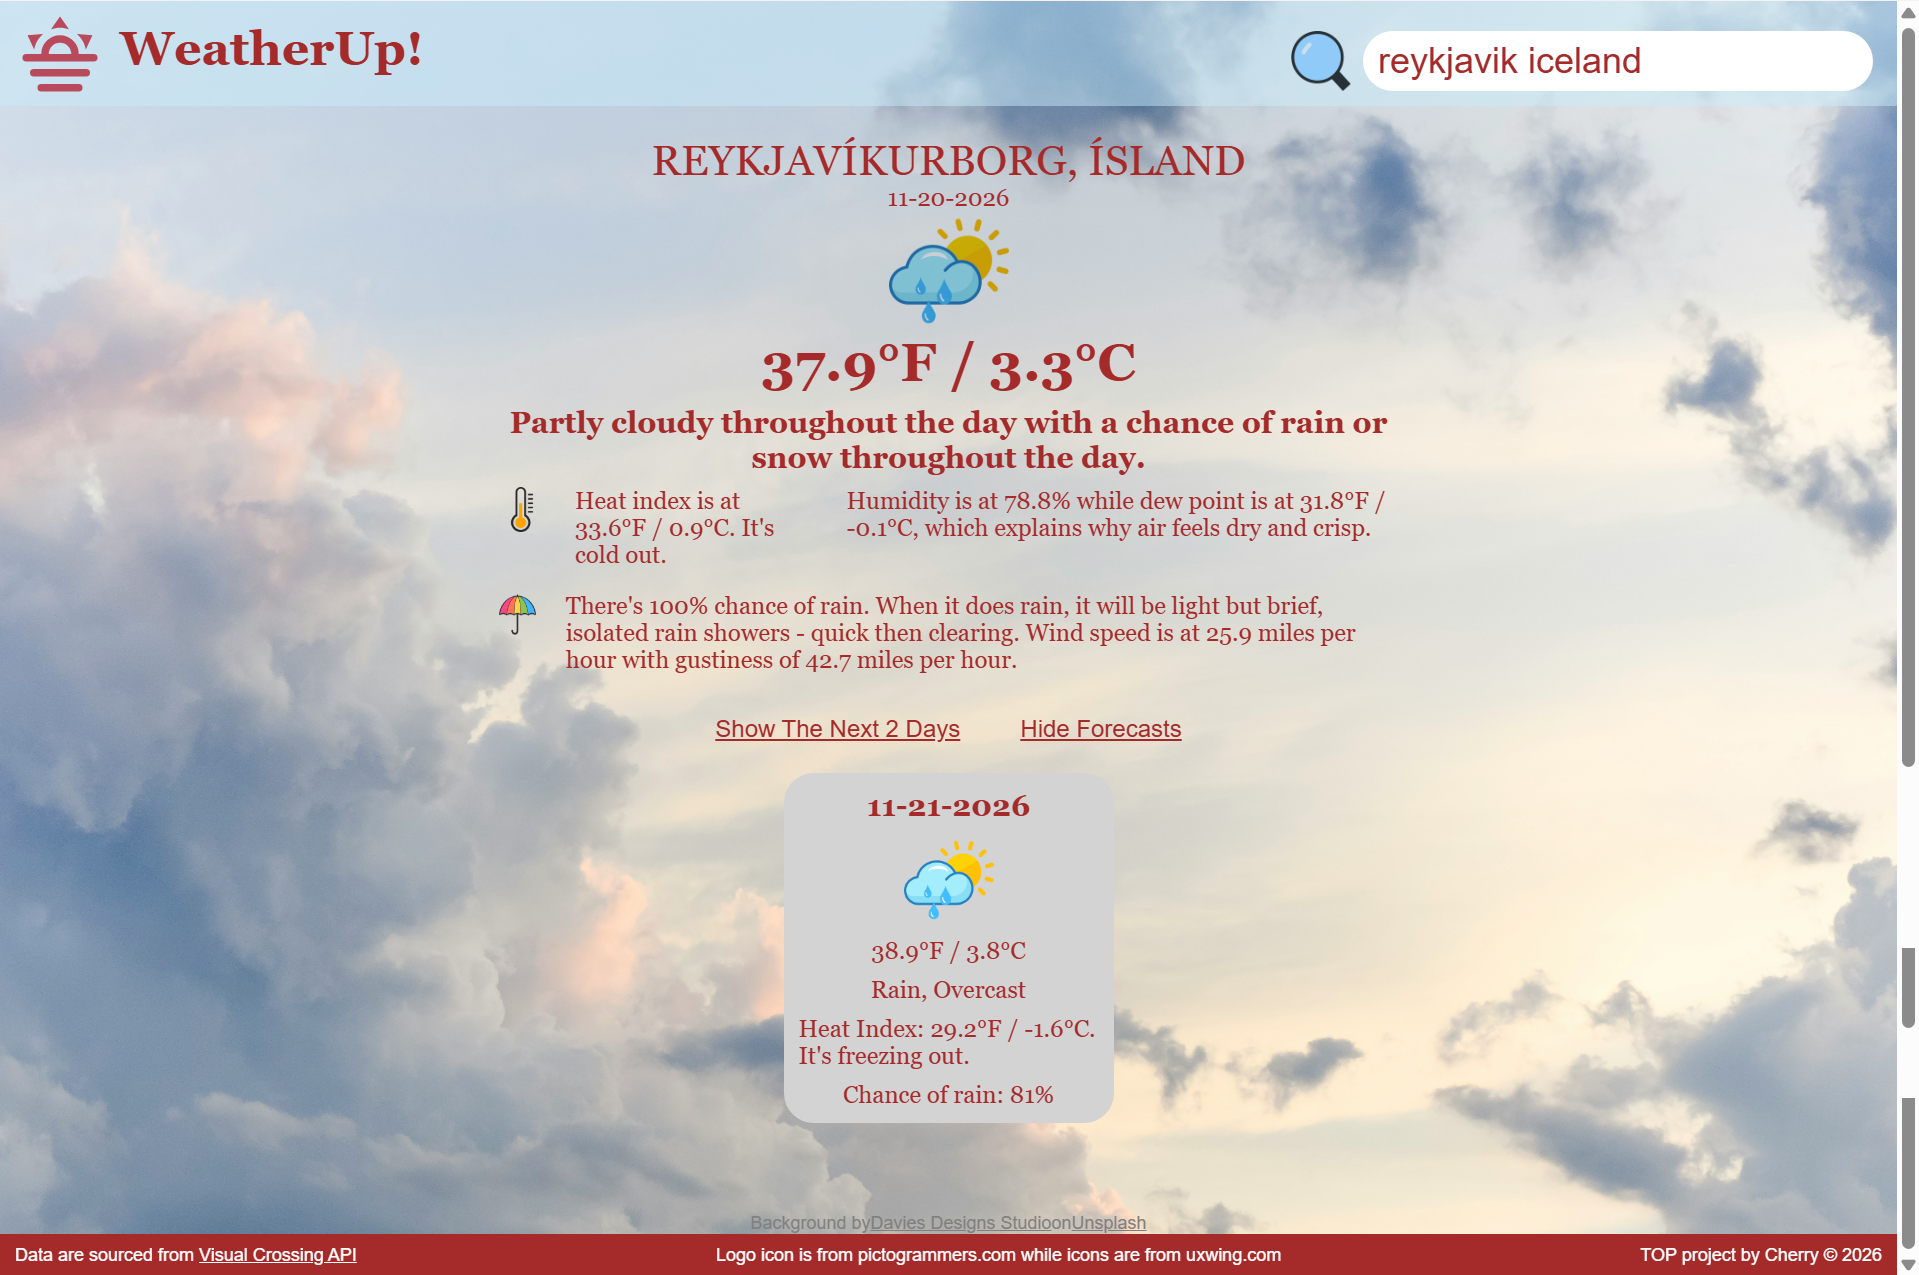 WeatherUp!
reykjavik iceland
REYKJAVÍKURBORG, ÍSLAND
11-20-2026
37.9°F / 3.3°C
Partly cloudy throughout the day with a chance of rain or
snow throughout the day.
Heat index is at
33.6°F / 0.9°C. It's
cold out.
Humidity is at 78.8% while dew point is at 31.8°F /
-0.1°C, which explains why air feels dry and crisp.
There's 100% chance of rain. When it does rain, it will be light but brief,
isolated rain showers - quick then clearing. Wind speed is at 25.9 miles per
hour with gustiness of 42.7 miles per hour.
Show The Next 2 Days
Hide Forecasts
11-21-2026
38.9°F / 3.8°C
Rain, Overcast
Heat Index: 29.2°F / -1.6°C.
It's freezing out.
Chance of rain: 81%
Background byDavies Designs StudioonUnsplash
Data are sourced from Visual Crossing API
Logo icon is from pictogrammers.com while icons are from uxwing.com
TOP project by Cherry © 2026